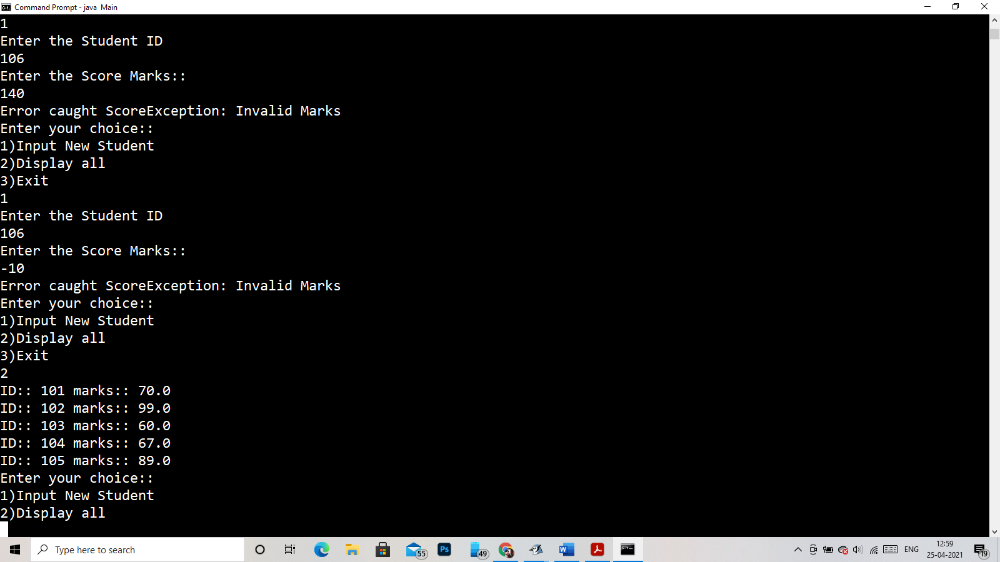 Command Prompt - java  Main
1
Enter the Student ID
106
Enter the Score Marks::
140
Error caught ScoreException: Invalid Marks
Enter your choice::
1)Input New Student
2)Display all
3)Exit
1
Enter the Student ID
106
Enter the Score Marks::
-10
Error caught ScoreException: Invalid Marks
Enter your choice::
1)Input New Student
2)Display all
3)Exit
2
ID:: 101 marks:: 70.0
ID:: 102 marks:: 99.0
ID:: 103 marks:: 60.0
ID:: 104 marks:: 67.0
ID:: 105 marks:: 89.0
Enter your choice::
1)Input New Student
2)Display all
Type here to search
55
Ps
49
W
ENG
12:59
25-04-2021
19